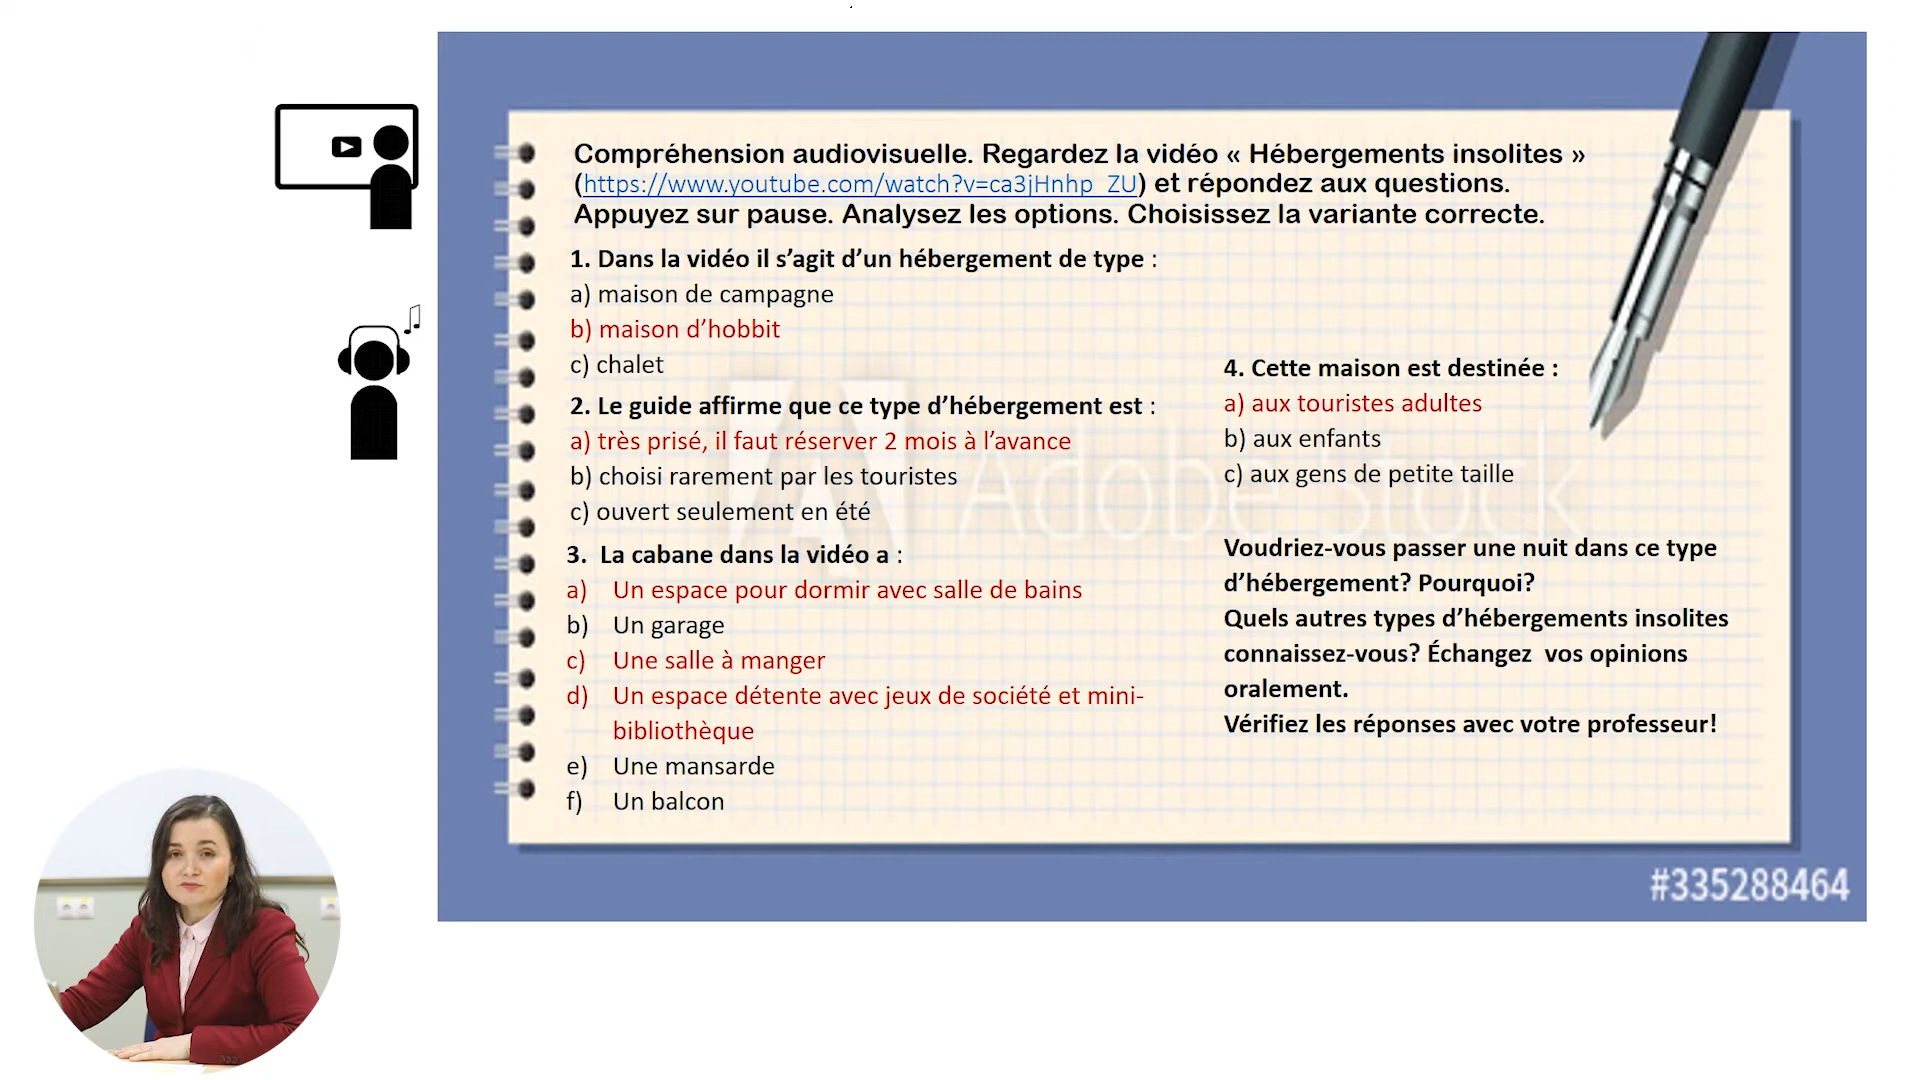 Compréhension audiovisuelle. Regardez la vidéo « Hébergements insolites »
(https://www.youtube.com/watch?v=ca3jHnhp_ZU) et répondez aux questions.
Appuyez sur pause. Analysez les options. Choisissez la variante correcte.
1. Dans la vidéo il s’agit d’un hébergement de type :
a) maison de campagne
b) maison d’hobbit
c) chalet
2. Le guide affirme que ce type d’hébergement est :
a) très prisé, il faut réserver 2 mois à l’avance
b) choisi rarement par les touristes
c) ouvert seulement en été
3. La cabane dans la vidéo a :
a) Un espace pour dormir avec salle de bains
b) Un garage
c) Une salle à manger
d) Un espace détente avec jeux de société et mini-
bibliothèque
e) Une mansarde
f) Un balcon
4. Cette maison est destinée :
a) aux touristes adultes
b) aux enfants
c) aux gens de petite taille
Voudriez-vous passer une nuit dans ce type
d’hébergement? Pourquoi?
Quels autres types d’hébergements insolites
connaissez-vous? Échangez vos opinions
oralement.
Vérifiez les réponses avec votre professeur!
Adobe Stock
#335288464